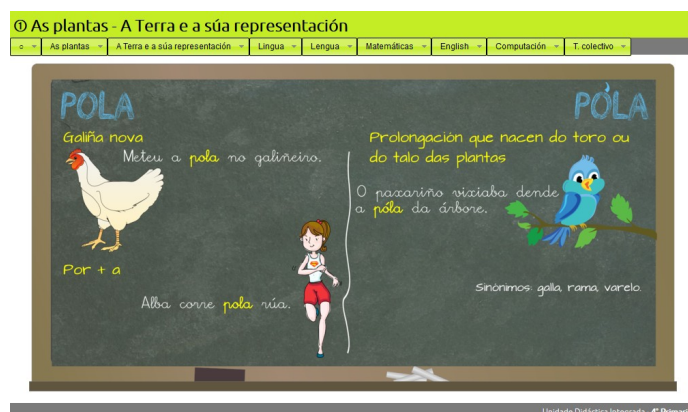 ① As plantas - A Terra e a súa representación
o As plantas A Terra e a súa representación Lingua Lengua Matemáticas English Computación T. colectivo
POLA
Galiña nova
Meteu a pola no galiñeiro.
Por + a
Alba corre pola rúa.
PÓLA
Prolongación que nacen do toro ou
do talo das plantas
O paxariño vixiaba dende
a póla da árbore.
Sinónimos: galla, rama, varelo.
Unidade Didáctica Integrada